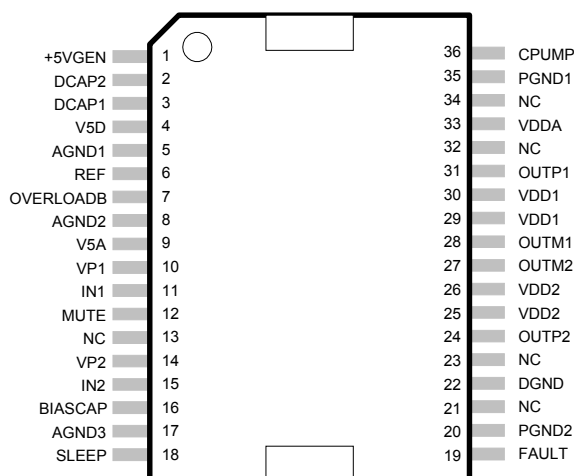 +5VGEN 1 36 CPUMP
DCAP2 2 35 PGND1
DCAP1 3 34 NC
V5D 4 33 VDDA
AGND1 5 32 NC
REF 6 31 OUTP1
OVERLOADB 7 30 VDD1
AGND2 8 29 VDD1
V5A 9 28 OUTM1
VP1 10 27 OUTM2
IN1 11 26 VDD2
MUTE 12 25 VDD2
NC 13 24 OUTP2
VP2 14 23 NC
IN2 15 22 DGND
BIASCAP 16 21 NC
AGND3 17 20 PGND2
SLEEP 18 19 FAULT